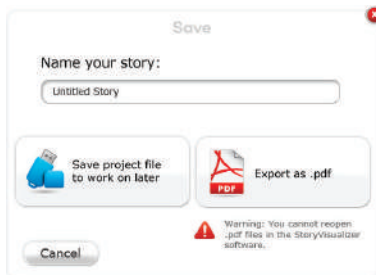 Save
Name your story:
Untitled Story
Save project file
to work on later
PDF
Export as .pdf
Warning: You cannot reopen
.pdf files in the StoryVisualizer
software.
Cancel